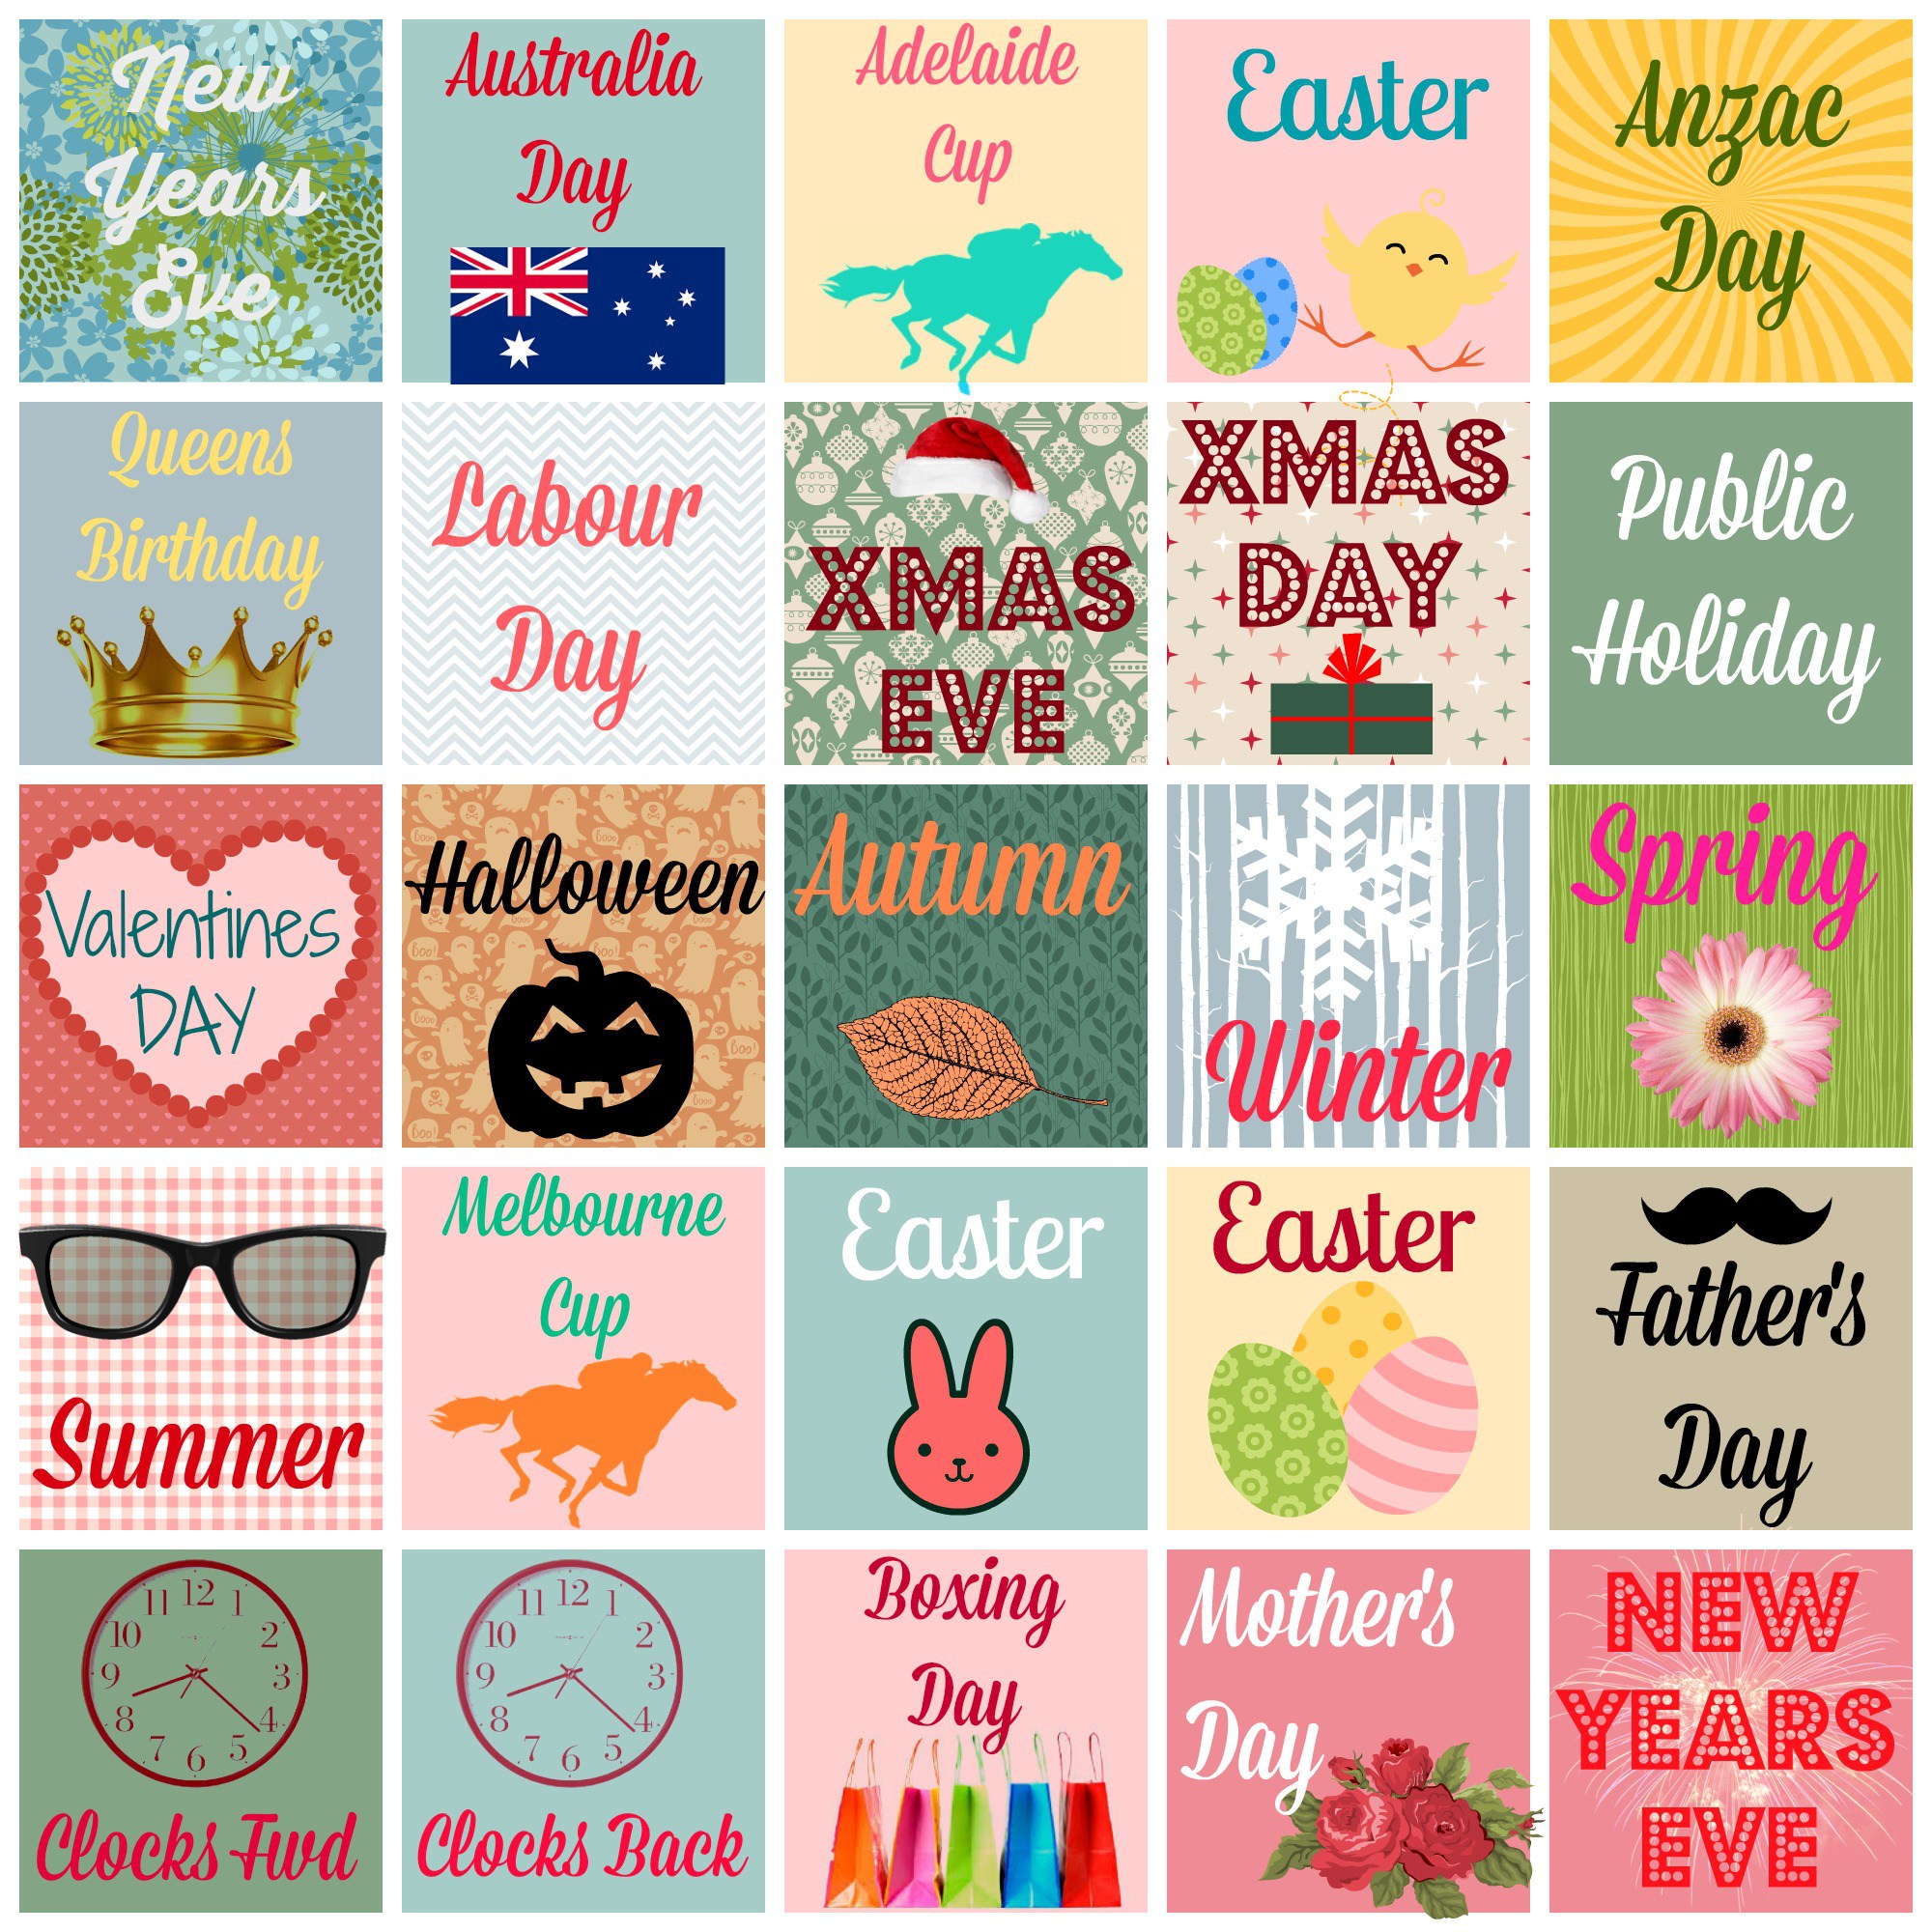 New
Years
Eve
Australia
Day
Adelaide
Cup
Easter
Anzac
Day
Queens
Birthday
Labour
Day
XMAS
EVE
XMAS
DAY
Public
Holiday
Valentines
DAY
Halloween
Boo!
Autumn
Winter
Spring
Summer
Melbourne
Cup
Easter
Easter
Father's
Day
12
11 1
10 2
9 3
8 4
7 5
6
Clocks Fwd
12
11 1
10 2
9 3
8 4
7 5
6
Clocks Back
Boxing
Day
Mother's
Day
NEW
YEARS
EVE